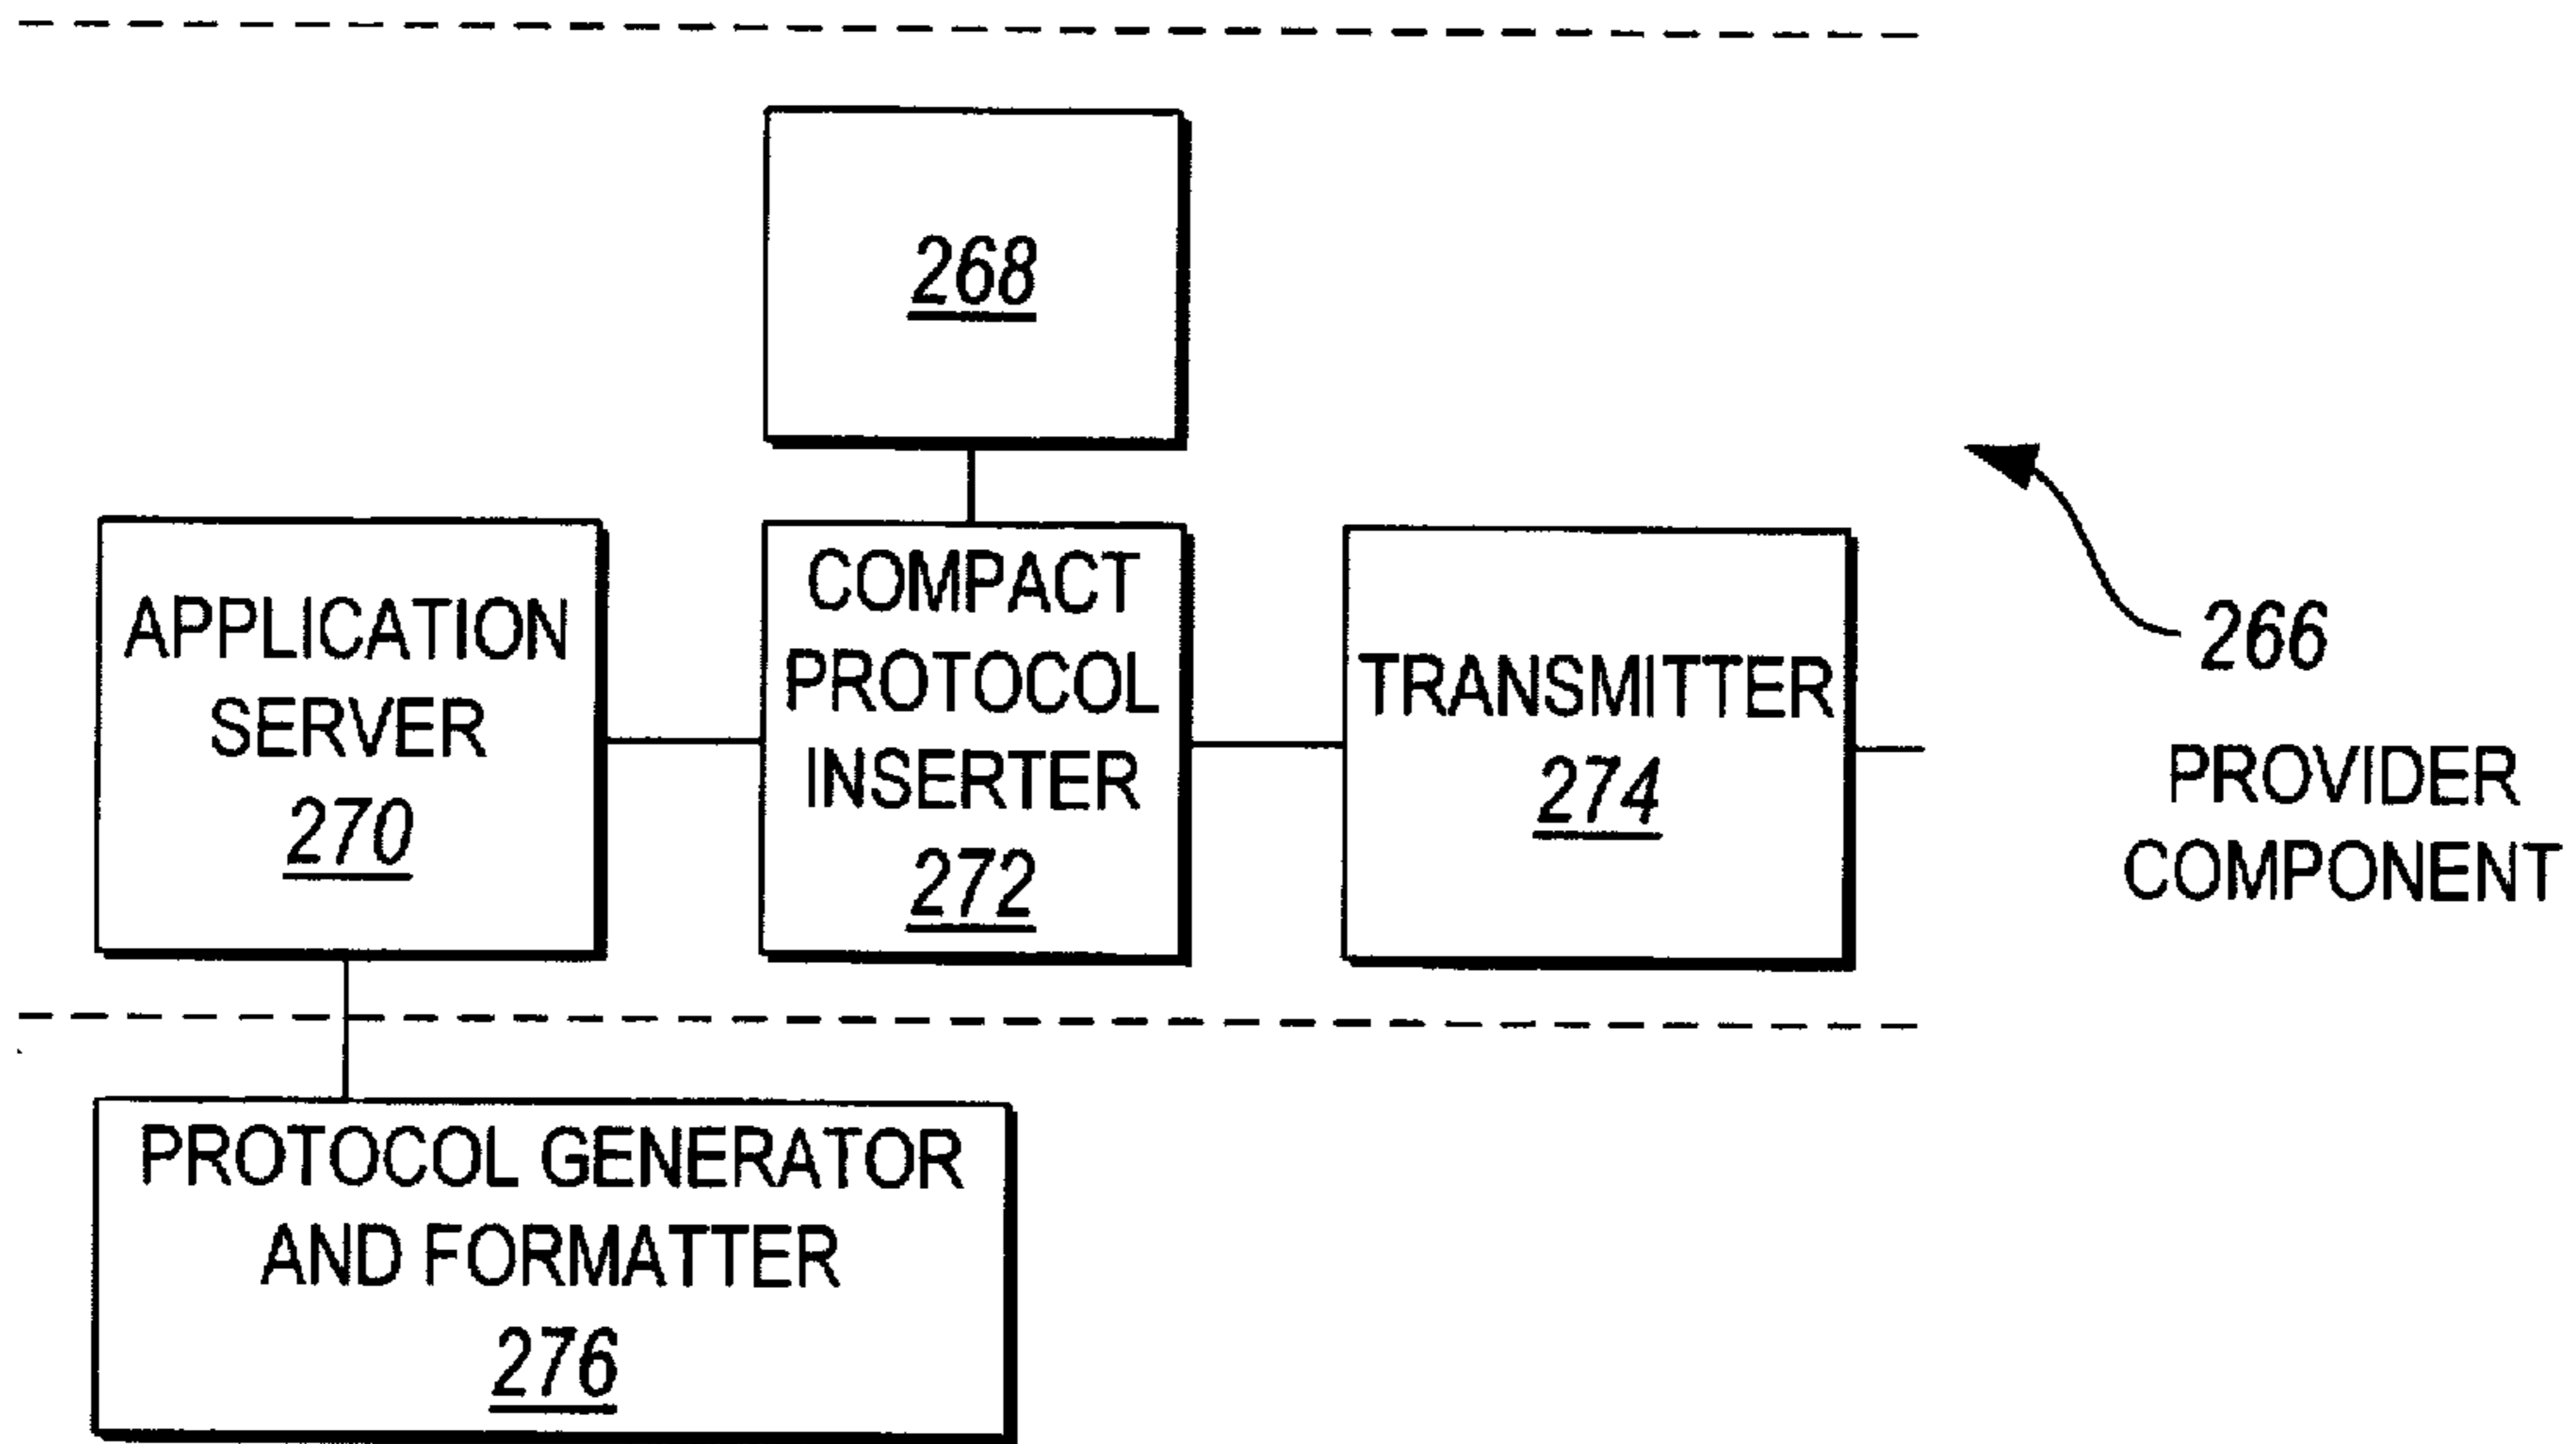 268
APPLICATION
SERVER
270
COMPACT
PROTOCOL
INSERTER
272
TRANSMITTER
274
266
PROVIDER
COMPONENT
PROTOCOL GENERATOR
AND FORMATTER
276